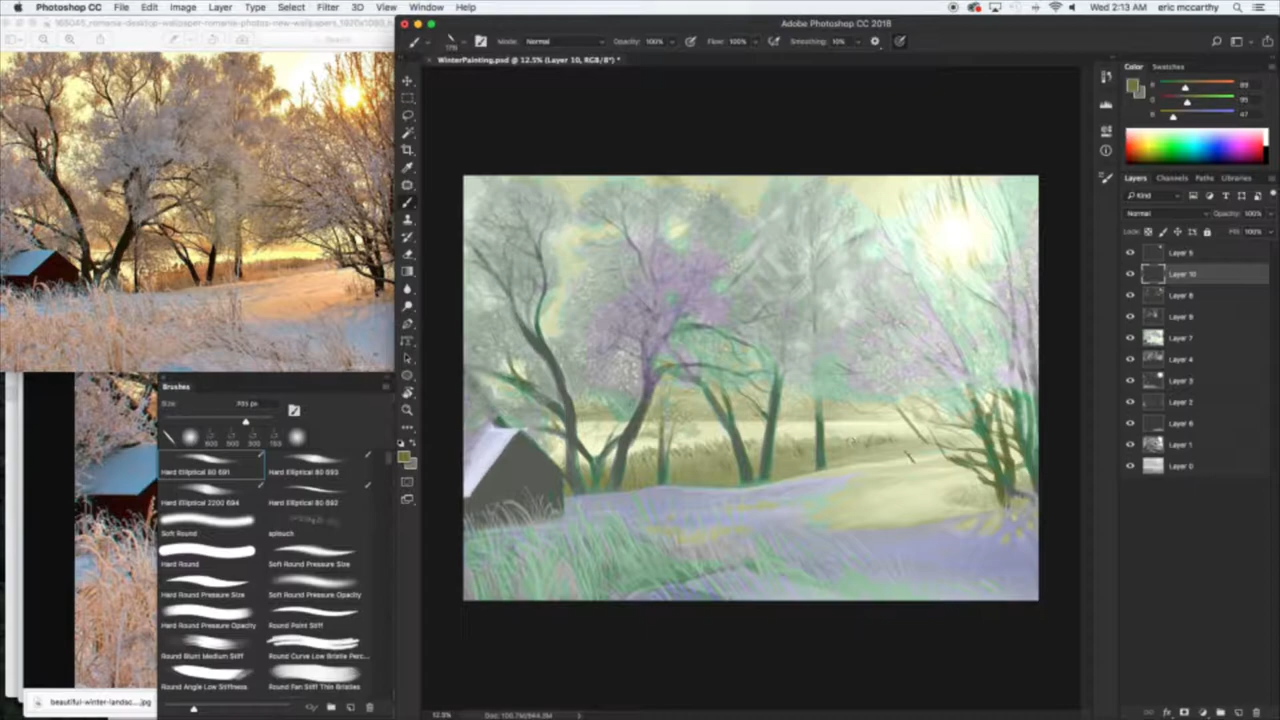 Photoshop CC File Edit Image Layer Type Select Filter 3D View Window Help
Wed 2:13 AM eric mccarthy
Adobe Photoshop CC 2018
Mode: Normal Opacity: 100% Flow: 100% Smoothing: 10%
WinterPainting.psd @ 12.5% (Layer 10, RGB/8*) *
Color Swatches
R 89
G 95
B 47
Layers Channels Paths Libraries
Kind
Normal Opacity: 100%
Lock: Fill: 100%
Layer 5
Layer 10
Layer 8
Layer 9
Layer 7
Layer 4
Layer 3
Layer 2
Layer 6
Layer 1
Layer 0
Brushes
Size:
Hard Elliptical 80 691 Hard Elliptical 80 693
Hard Elliptical 2200 694 Hard Elliptical 80 692
Soft Round splouch
Hard Round Soft Round Pressure Size
Hard Round Pressure Size Soft Round Pressure Opacity
Hard Round Pressure Opacity Round Point Stiff
Round Blunt Medium Stiff Round Curve Low Bristle Perc...
Round Angle Low Stiffness Round Fan Stiff Thin Bristles
beautiful-winter-landsc....jpg
12.5%